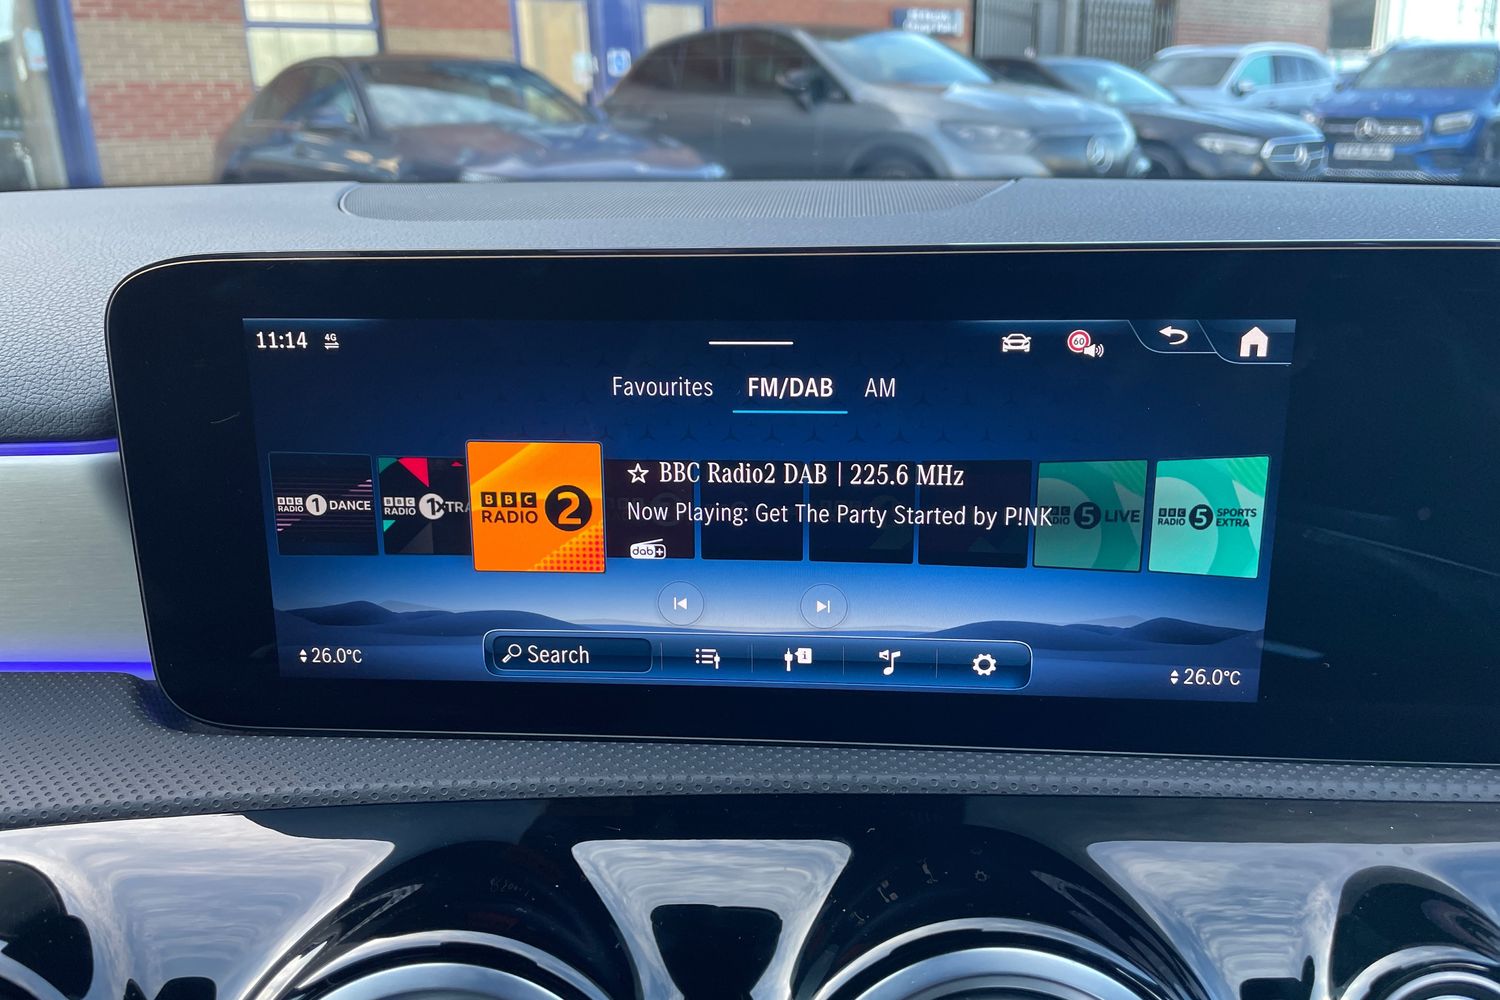 11:14 4G
60
Favourites FM/DAB AM
BBC RADIO 1 DANCE
BBC RADIO 1XTRA
BBC RADIO 2
BBC Radio2 DAB | 225.6 MHz
Now Playing: Get The Party Started by P!NK
dab+
5 LIVE
BBC RADIO 5 SPORTS EXTRA
26.0°C
Search
i
26.0°C